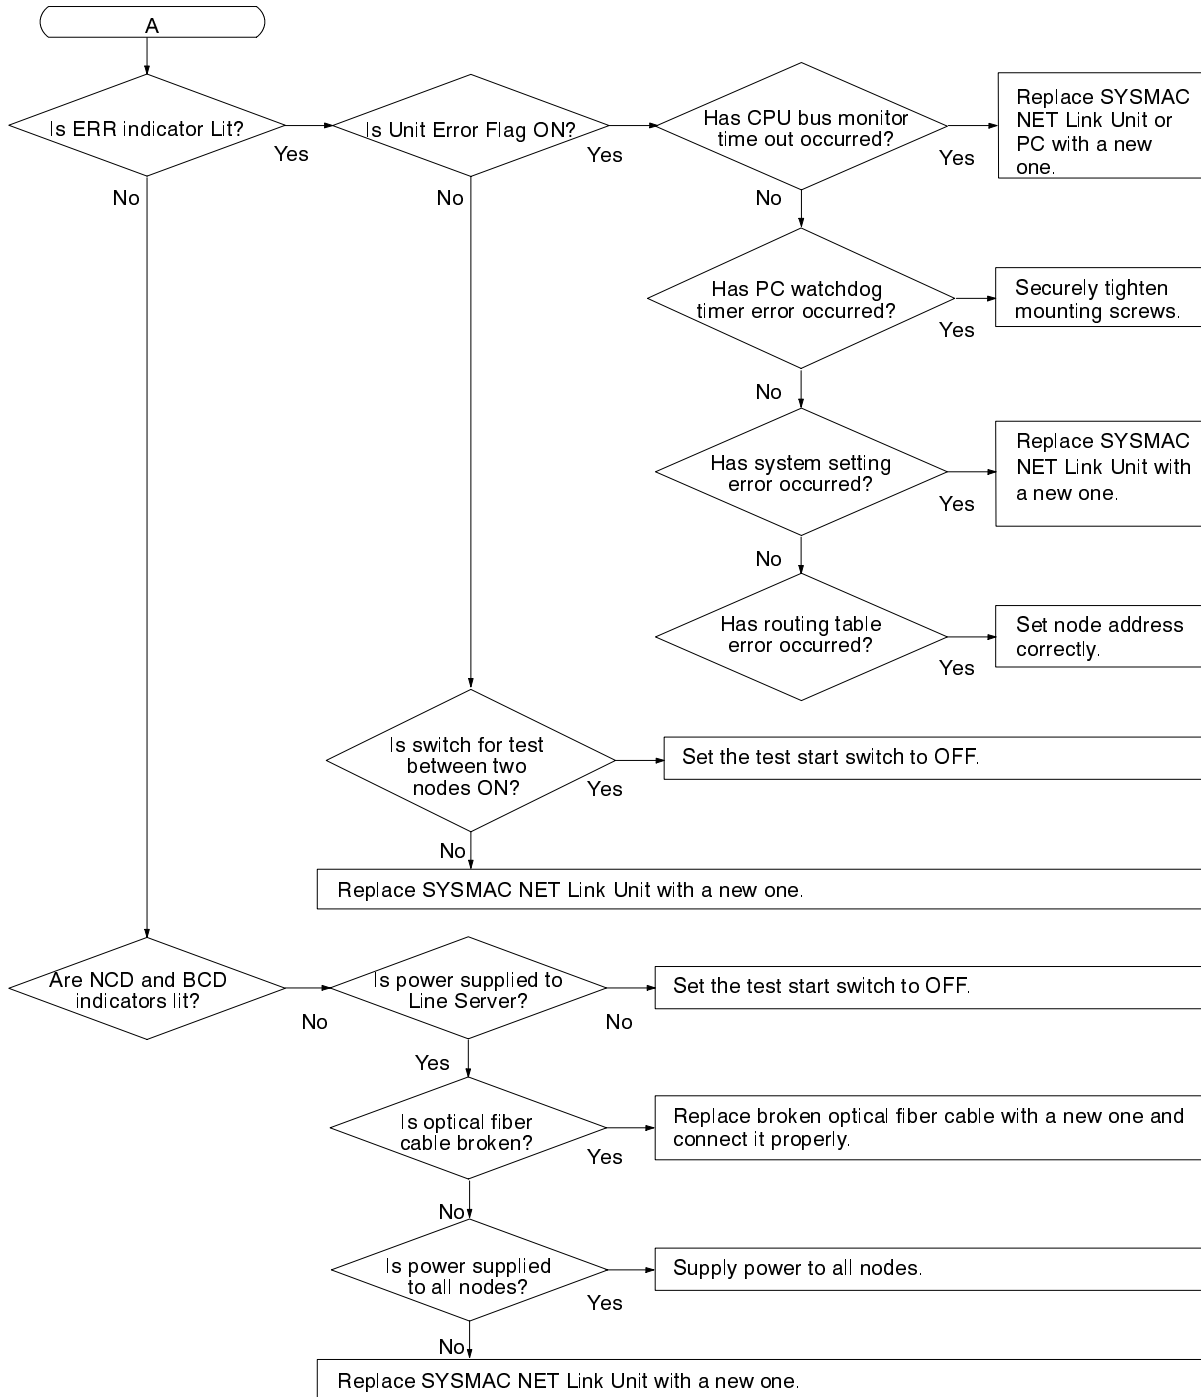 A
Is ERR indicator Lit?
Yes
No
Is Unit Error Flag ON?
Yes
No
Has CPU bus monitor
time out occurred?
Yes
No
Replace SYSMAC
NET Link Unit or
PC with a new
one.
Has PC watchdog
timer error occurred?
Yes
No
Securely tighten
mounting screws.
Has system setting
error occurred?
Yes
No
Replace SYSMAC
NET Link Unit with
a new one.
Has routing table
error occurred?
Yes
Set node address
correctly.
Is switch for test
between two
nodes ON?
Yes
No
Set the test start switch to OFF.
Replace SYSMAC NET Link Unit with a new one.
Are NCD and BCD
indicators lit?
No
Is power supplied to
Line Server?
No
Yes
Set the test start switch to OFF.
Is optical fiber
cable broken?
Yes
No
Replace broken optical fiber cable with a new one and
connect it properly.
Is power supplied
to all nodes?
Yes
No
Supply power to all nodes.
Replace SYSMAC NET Link Unit with a new one.